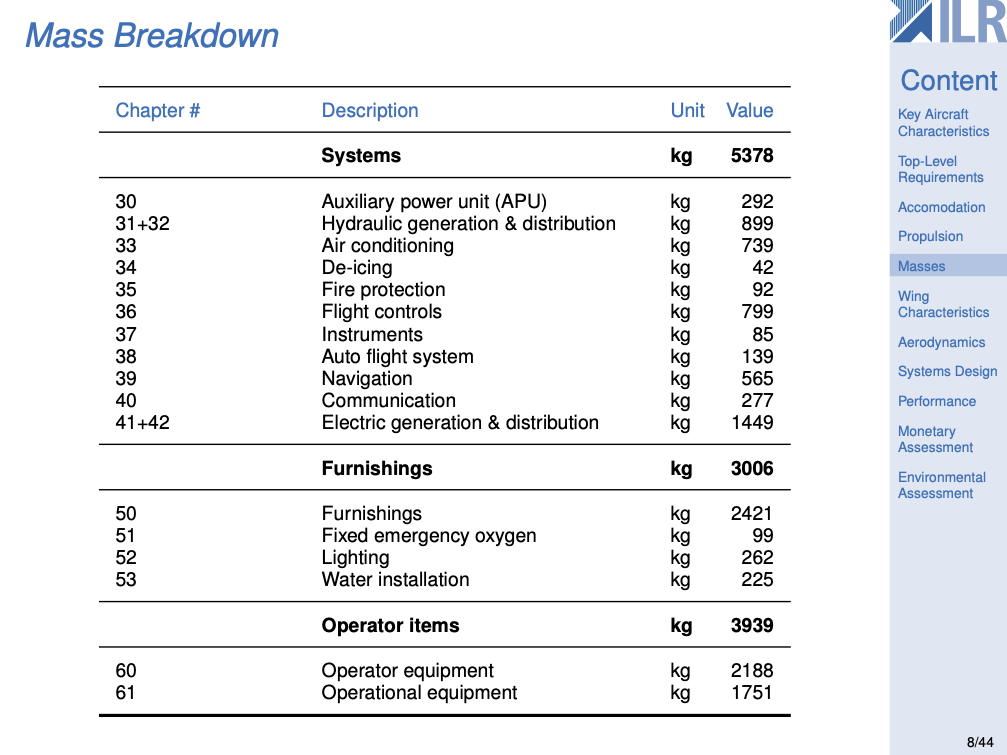 Mass Breakdown
Chapter # Description Unit Value
Systems kg 5378
30 Auxiliary power unit (APU) kg 292
31+32 Hydraulic generation & distribution kg 899
33 Air conditioning kg 739
34 De-icing kg 42
35 Fire protection kg 92
36 Flight controls kg 799
37 Instruments kg 85
38 Auto flight system kg 139
39 Navigation kg 565
40 Communication kg 277
41+42 Electric generation & distribution kg 1449
Furnishings kg 3006
50 Furnishings kg 2421
51 Fixed emergency oxygen kg 99
52 Lighting kg 262
53 Water installation kg 225
Operator items kg 3939
60 Operator equipment kg 2188
61 Operational equipment kg 1751
ILR
Content
Key Aircraft
Characteristics
Top-Level
Requirements
Accomodation
Propulsion
Masses
Wing
Characteristics
Aerodynamics
Systems Design
Performance
Monetary
Assessment
Environmental
Assessment
8/44